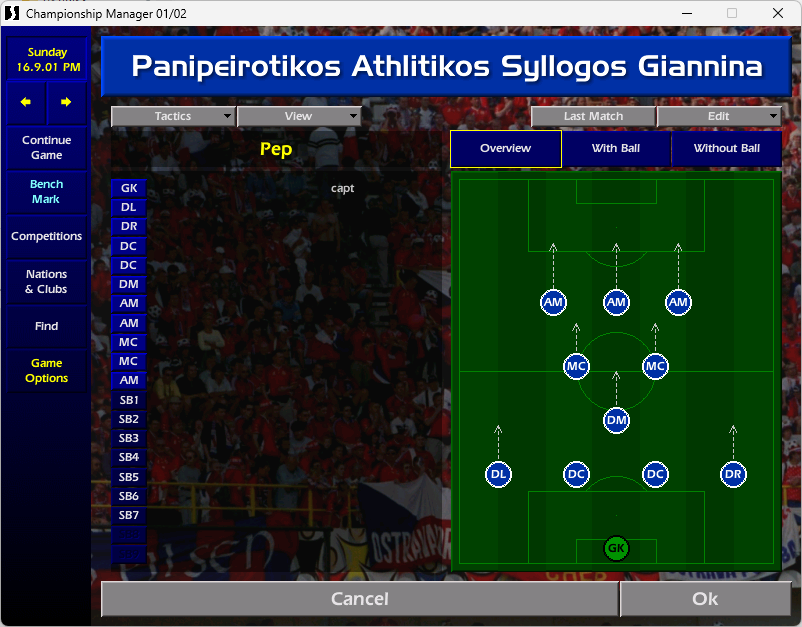 Championship Manager 01/02
Sunday
16.9.01 PM
Panipeirotikos Athlitikos Syllogos Giannina
Continue
Game
Bench
Mark
Competitions
Nations
& Clubs
Find
Game
Options
Tactics
View
Last Match
Edit
Pep
Overview
With Ball
Without Ball
GK capt
DL
DR
DC
DC
DM
AM
AM
MC
MC
AM
SB1
SB2
SB3
SB4
SB5
SB6
SB7
AM AM AM
MC MC
DM
DL DC DC DR
GK
Cancel
Ok